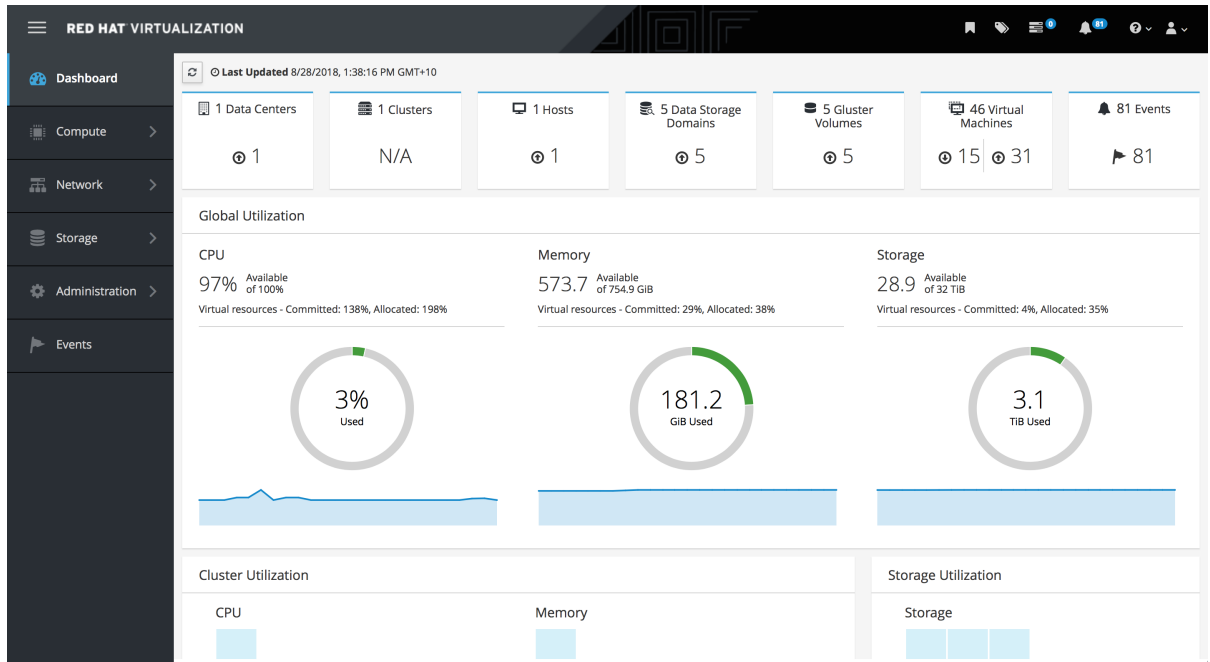 RED HAT VIRTUALIZATION
0
81
Dashboard
Compute
Network
Storage
Administration
Events
Last Updated 8/28/2018, 1:38:16 PM GMT+10
1 Data Centers
1
1 Clusters
N/A
1 Hosts
1
5 Data Storage
Domains
5
5 Gluster
Volumes
5
46 Virtual
Machines
15 31
81 Events
81
Global Utilization
CPU
97% Available
of 100%
Virtual resources - Committed: 138%, Allocated: 198%
3%
Used
Memory
573.7 Available
of 754.9 GiB
Virtual resources - Committed: 29%, Allocated: 38%
181.2
GiB Used
Storage
28.9 Available
of 32 TiB
Virtual resources - Committed: 4%, Allocated: 35%
3.1
TiB Used
Cluster Utilization
CPU
Memory
Storage Utilization
Storage